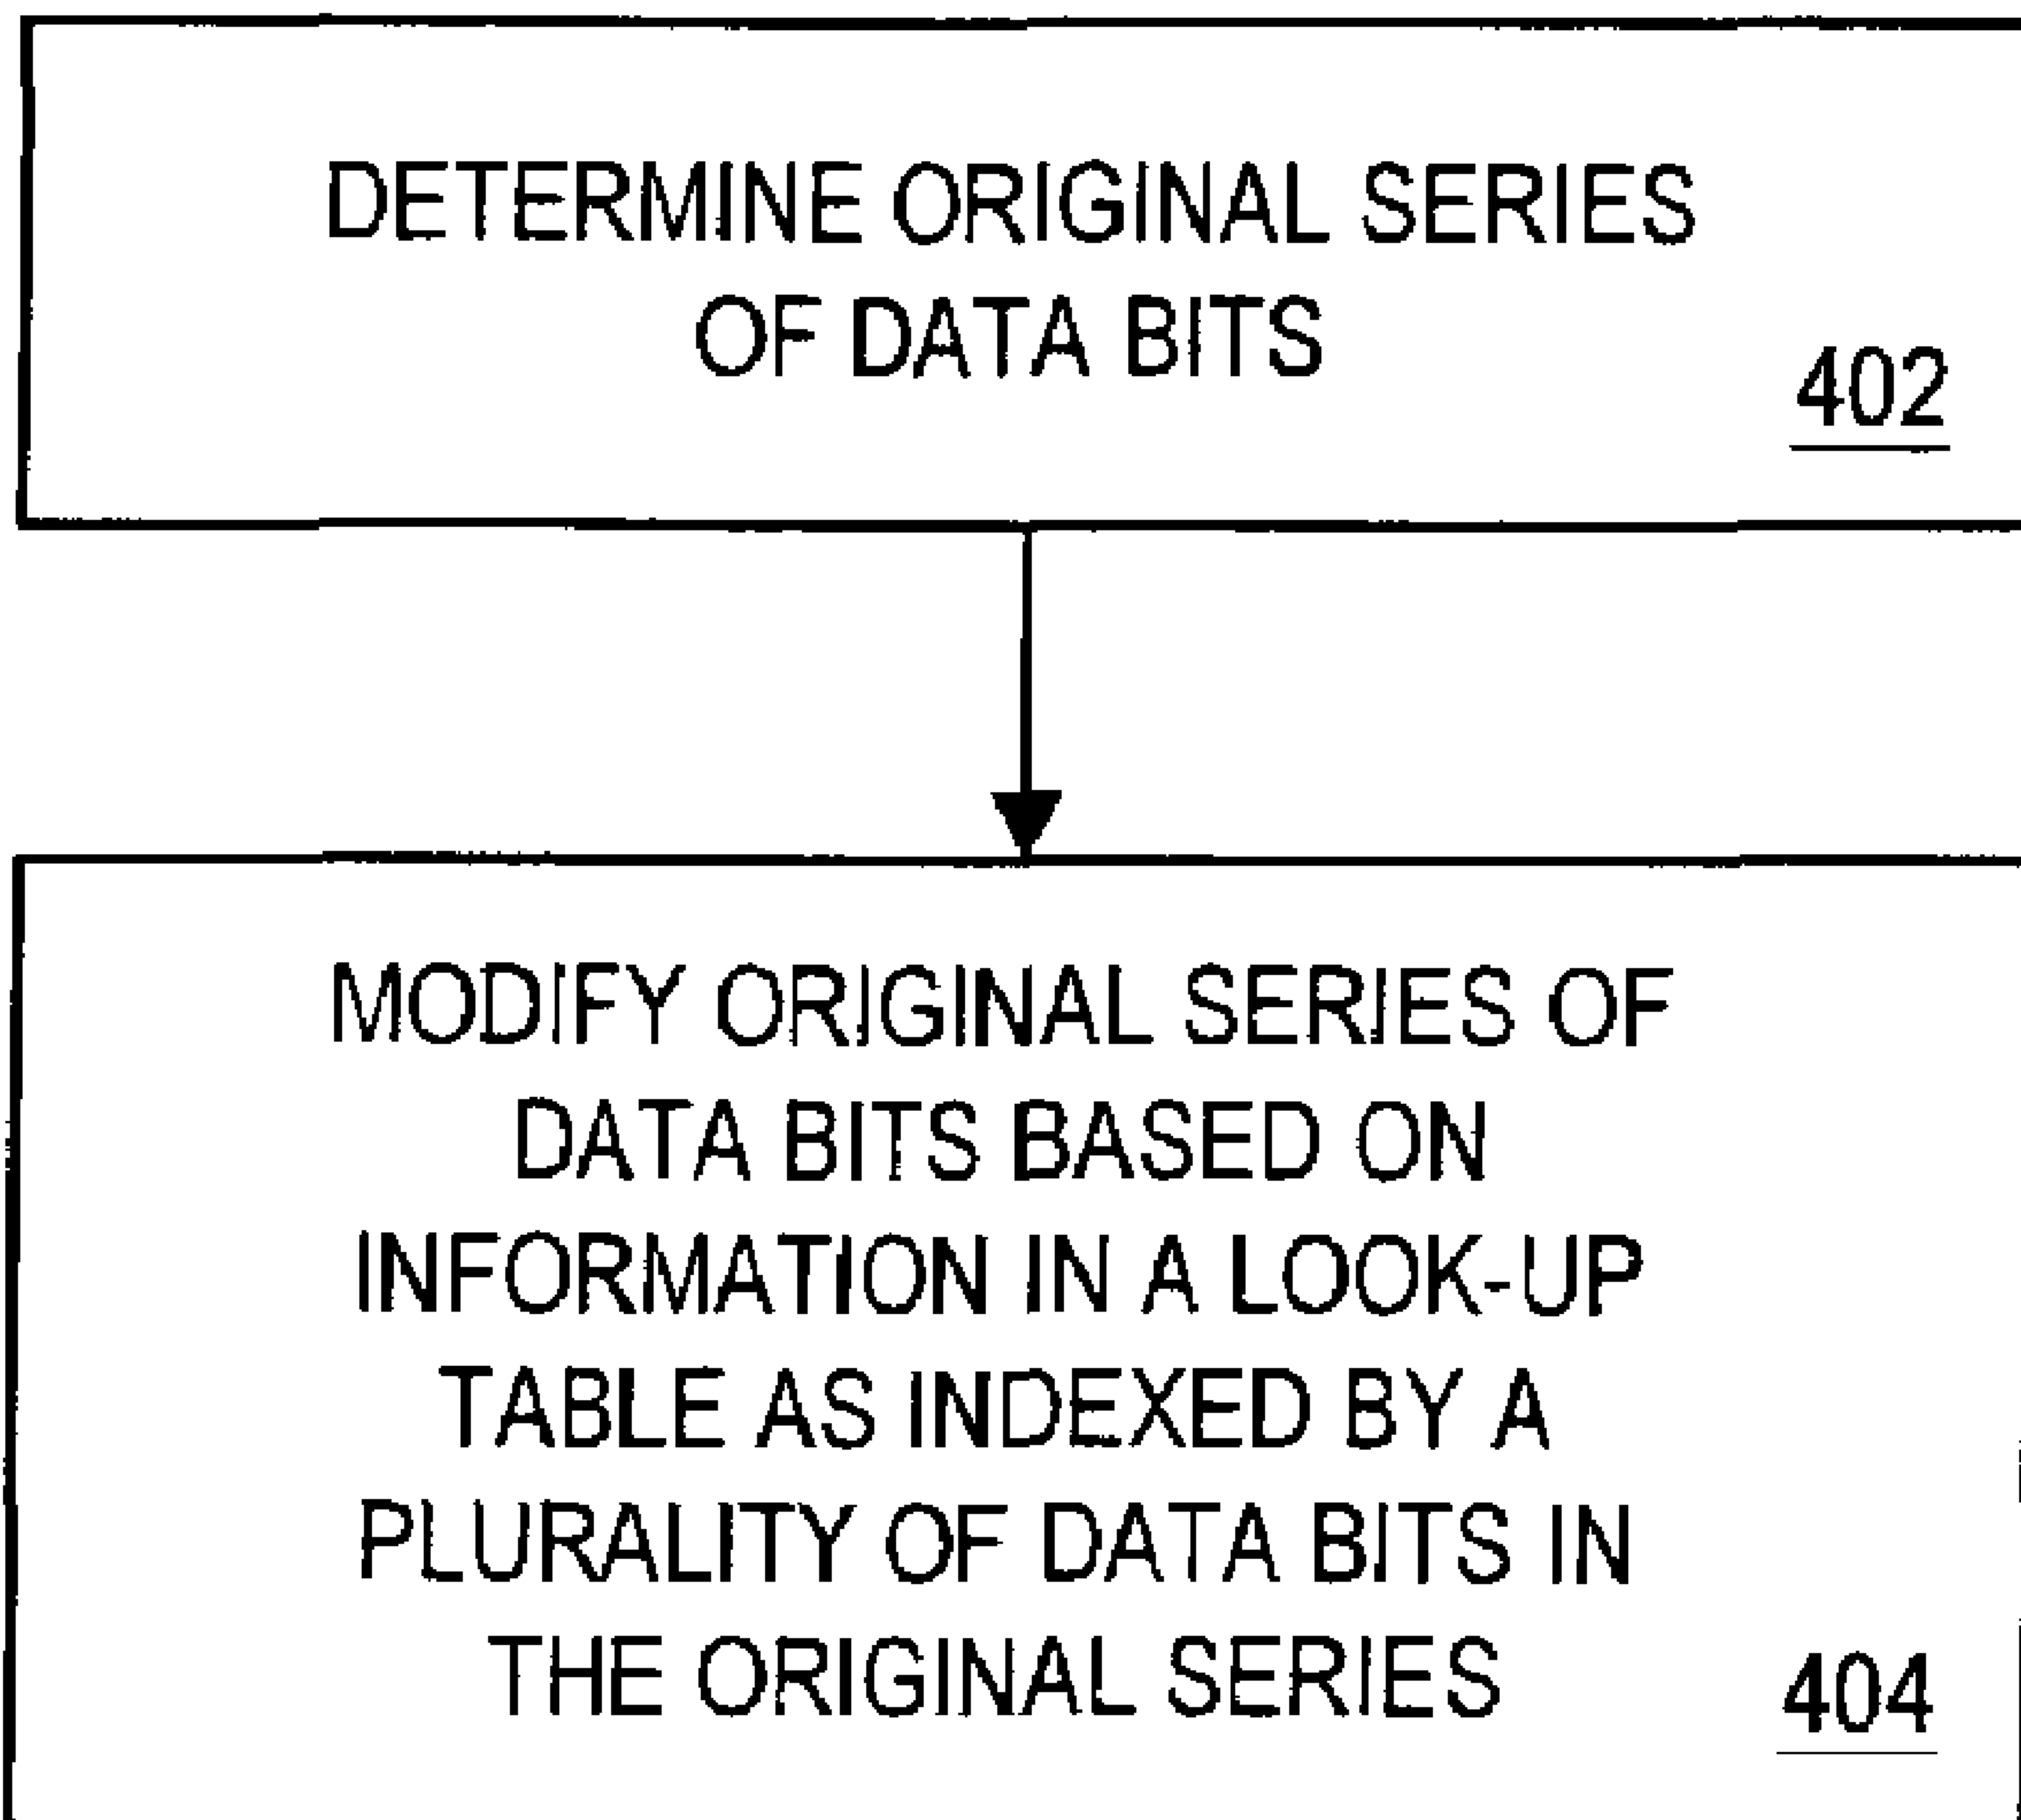 DETERMINE ORIGINAL SERIES
OF DATA BITS
402
MODIFY ORIGINAL SERIES OF
DATA BITS BASED ON
INFORMATION IN A LOOK-UP
TABLE AS INDEXED BY A
PLURALITY OF DATA BITS IN
THE ORIGINAL SERIES
404